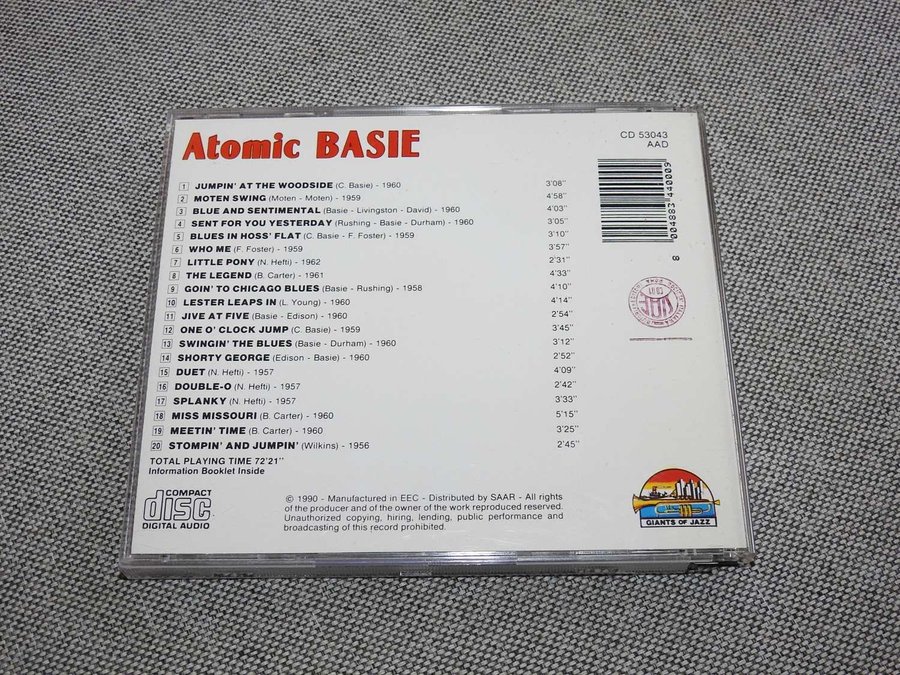 Atomic BASIE
CD 53043
AAD
1 JUMPIN' AT THE WOODSIDE (C. Basie) - 1960 3'08''
2 MOTEN SWING (Moten - Moten) - 1959 4'58''
3 BLUE AND SENTIMENTAL (Basie - Livingston - David) - 1960 4'03''
4 SENT FOR YOU YESTERDAY (Rushing - Basie - Durham) - 1960 3'05''
5 BLUES IN HOSS' FLAT (C. Basie - F. Foster) - 1959 3'10''
6 WHO ME (F. Foster) - 1959 3'57''
7 LITTLE PONY (N. Hefti) - 1962 2'31''
8 THE LEGEND (B. Carter) - 1961 4'33''
9 GOIN' TO CHICAGO BLUES (Basie - Rushing) - 1958 4'10''
10 LESTER LEAPS IN (L. Young) - 1960 4'14''
11 JIVE AT FIVE (Basie - Edison) - 1960 2'54''
12 ONE O' CLOCK JUMP (C. Basie) - 1959 3'45''
13 SWINGIN' THE BLUES (Basie - Durham) - 1960 3'12''
14 SHORTY GEORGE (Edison - Basie) - 1960 2'52''
15 DUET (N. Hefti) - 1957 4'09''
16 DOUBLE-O (N. Hefti) - 1957 2'42''
17 SPLANKY (N. Hefti) - 1957 3'33''
18 MISS MISSOURI (B. Carter) - 1960 5'15''
19 MEETIN' TIME (B. Carter) - 1960 3'25''
20 STOMPIN' AND JUMPIN' (Wilkins) - 1956 2'45''
TOTAL PLAYING TIME 72'21''
Information Booklet Inside
004883 440009
8
COMPACT
disc
DIGITAL AUDIO
© 1990 - Manufactured in EEC - Distributed by SAAR - All rights
of the producer and of the owner of the work reproduced reserved.
Unauthorized copying, hiring, lending, public performance and
broadcasting of this record prohibited.
GIANTS OF JAZZ